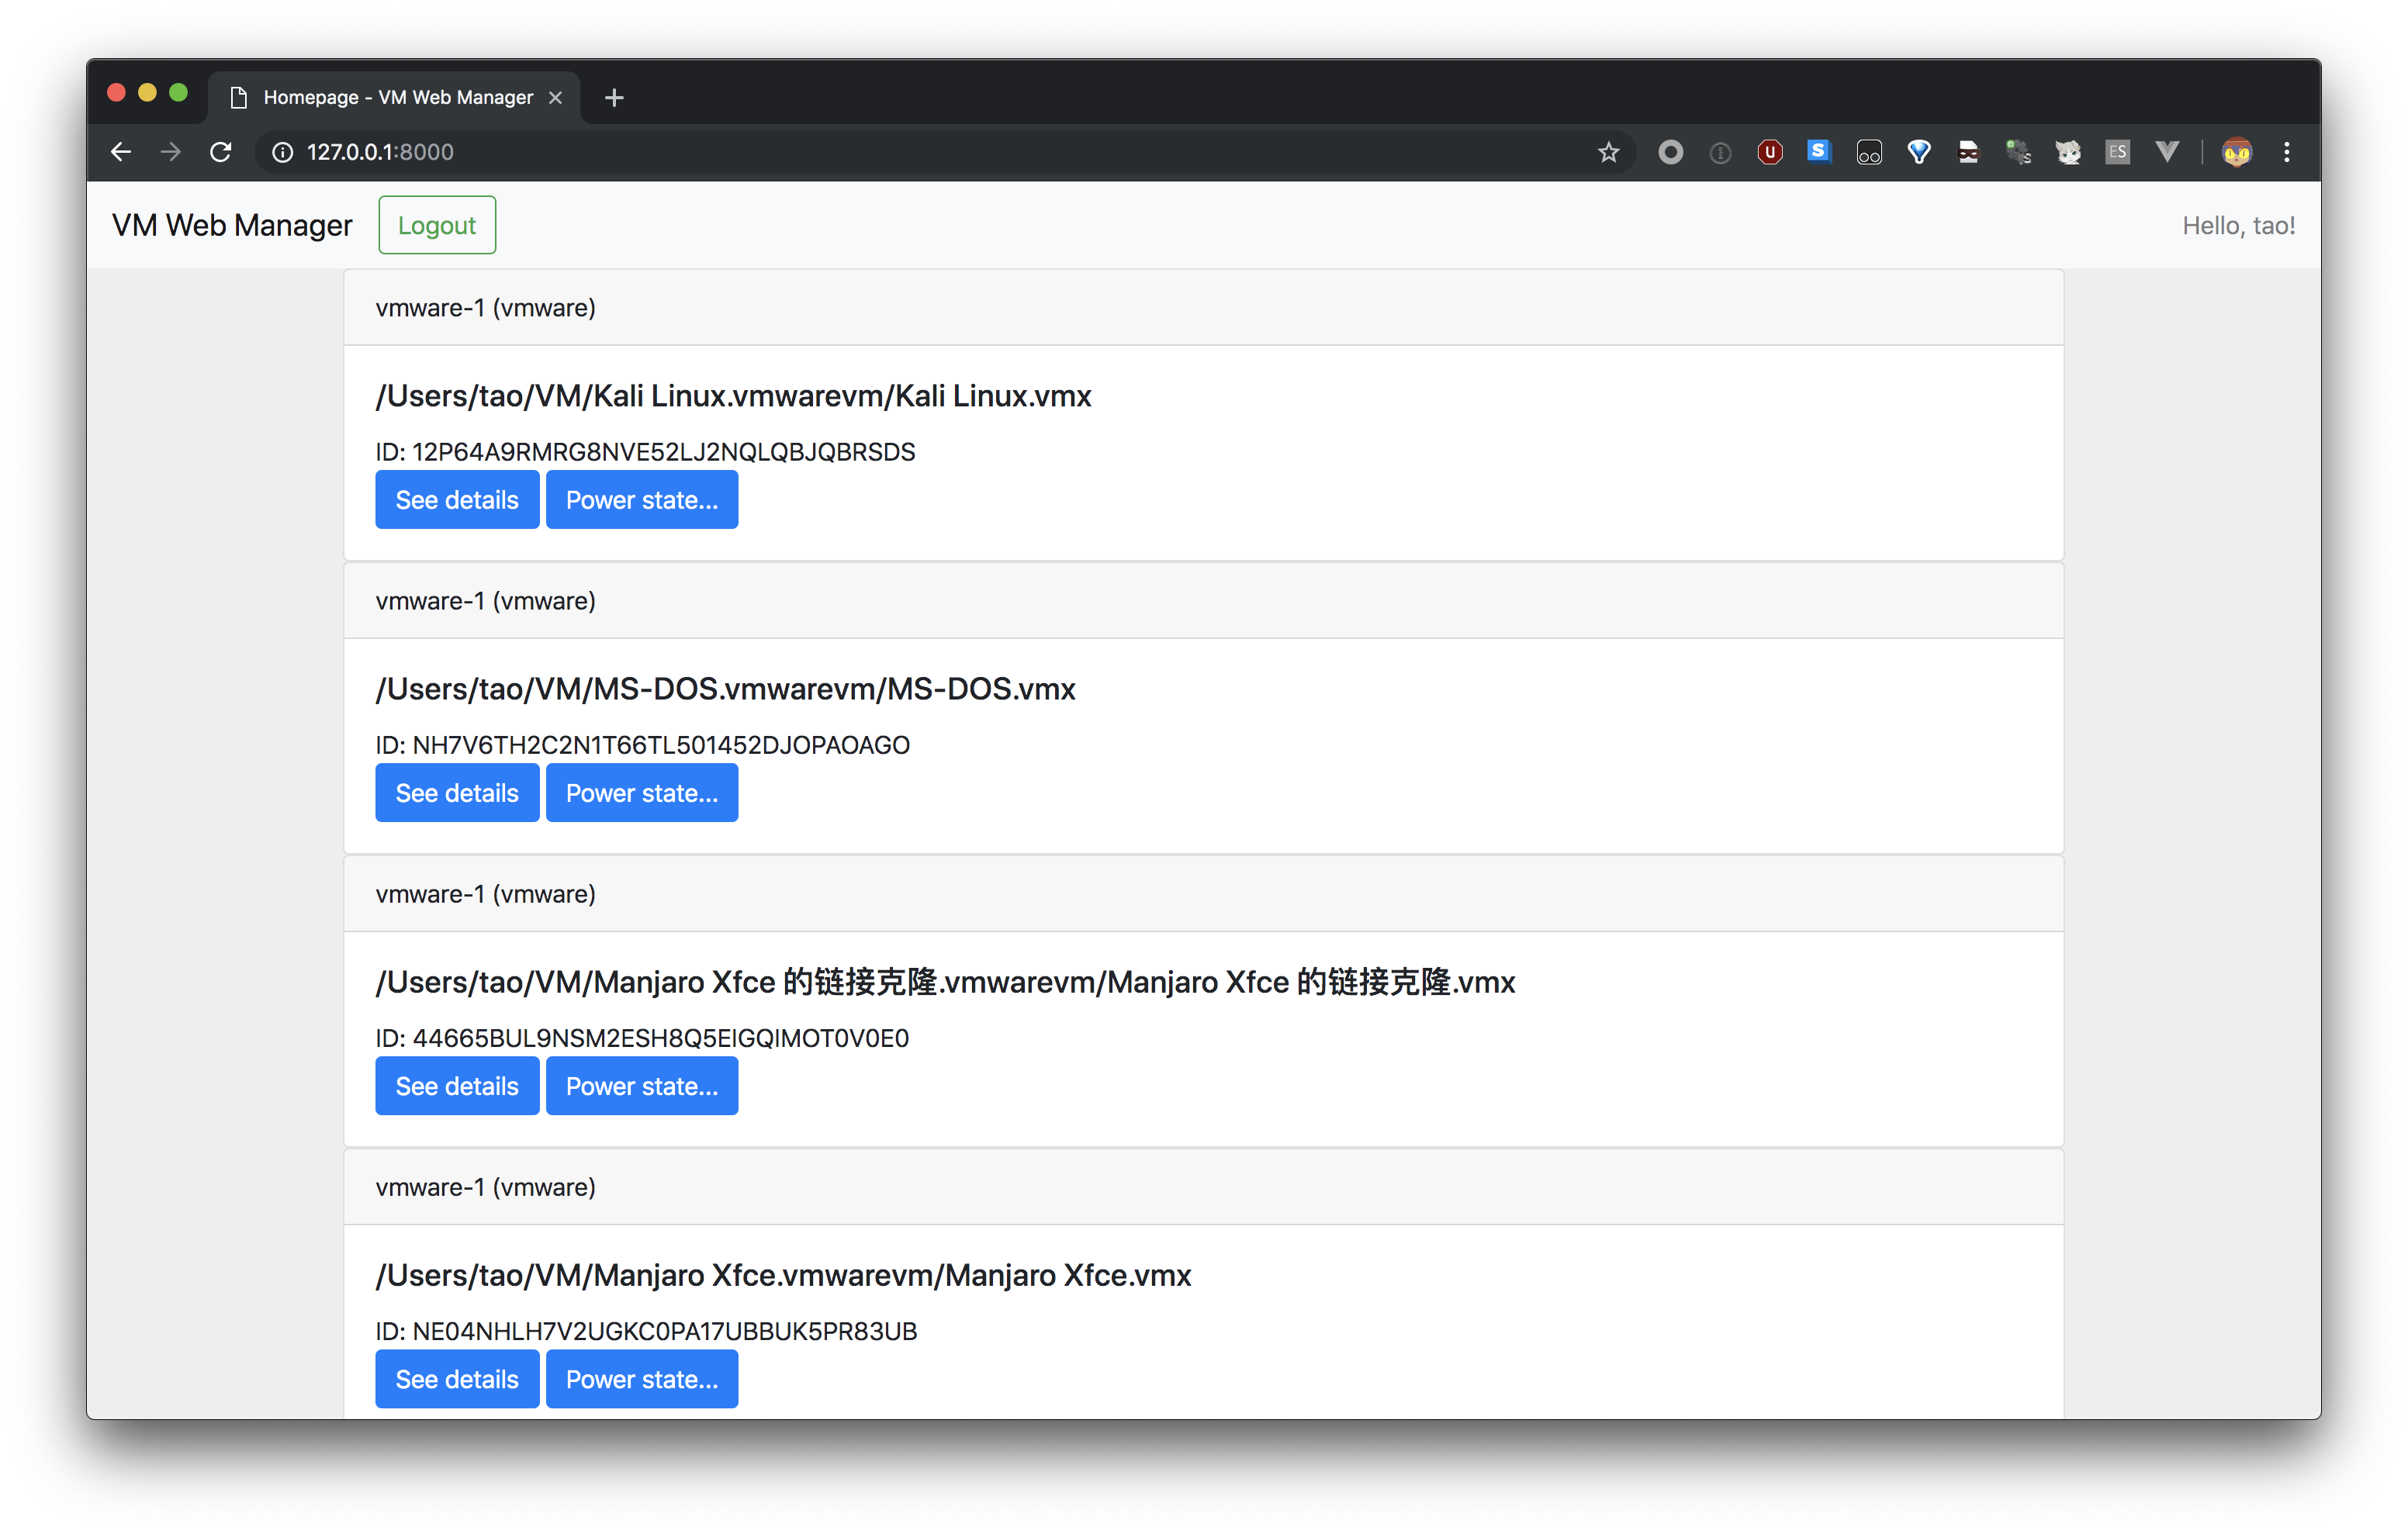 Homepage - VM Web Manager
127.0.0.1:8000
VM Web Manager Logout Hello, tao!
vmware-1 (vmware)
/Users/tao/VM/Kali Linux.vmwarevm/Kali Linux.vmx
ID: 12P64A9RMRG8NVE52LJ2NQLQBJQBRSDS
See details Power state...
vmware-1 (vmware)
/Users/tao/VM/MS-DOS.vmwarevm/MS-DOS.vmx
ID: NH7V6TH2C2N1T66TL501452DJOPAOAGO
See details Power state...
vmware-1 (vmware)
/Users/tao/VM/Manjaro Xfce 的链接克隆.vmwarevm/Manjaro Xfce 的链接克隆.vmx
ID: 44665BUL9NSM2ESH8Q5EIGQIMOT0V0E0
See details Power state...
vmware-1 (vmware)
/Users/tao/VM/Manjaro Xfce.vmwarevm/Manjaro Xfce.vmx
ID: NE04NHLH7V2UGKC0PA17UBBUK5PR83UB
See details Power state...